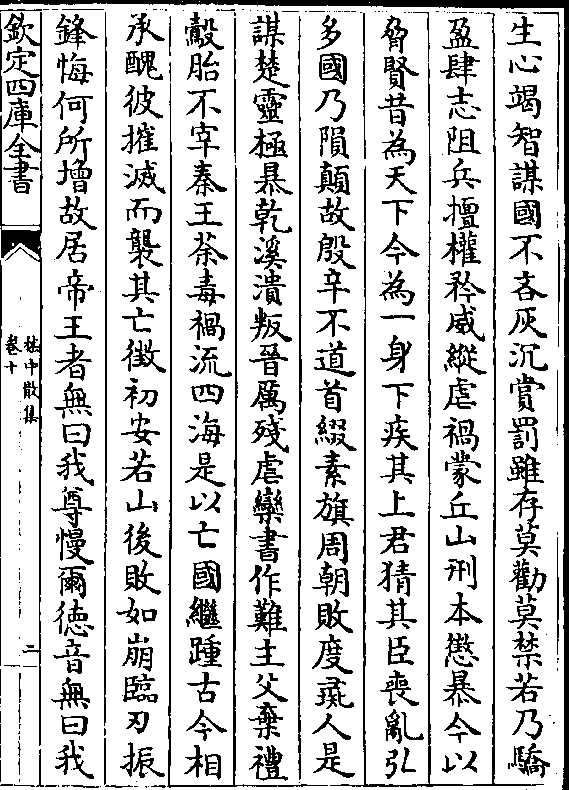 生心竭智謀國不吝灰沉賞罰雖存莫勸莫禁若乃驕
盈肆志阻兵擅權矜威縱虐禍蒙丘山刑本懲暴今以
脅賢昔為天下今為一身下疾其上君猜其臣喪亂弘
多國乃隕顛故殷辛不道首綴素旗周朝敗度彘人是
謀楚靈極暴乾溪潰叛晉厲殘虐欒書作難主父棄禮
鷇胎不宰秦王荼毒禍流四海是以亡國繼踵古今相
承醜彼摧滅而襲其亡徵初安若山後敗如崩臨刃振
鋒悔何所增故居帝王者無曰我尊慢爾德音無曰我
欽定四庫全書
嵇中散集
卷十
二